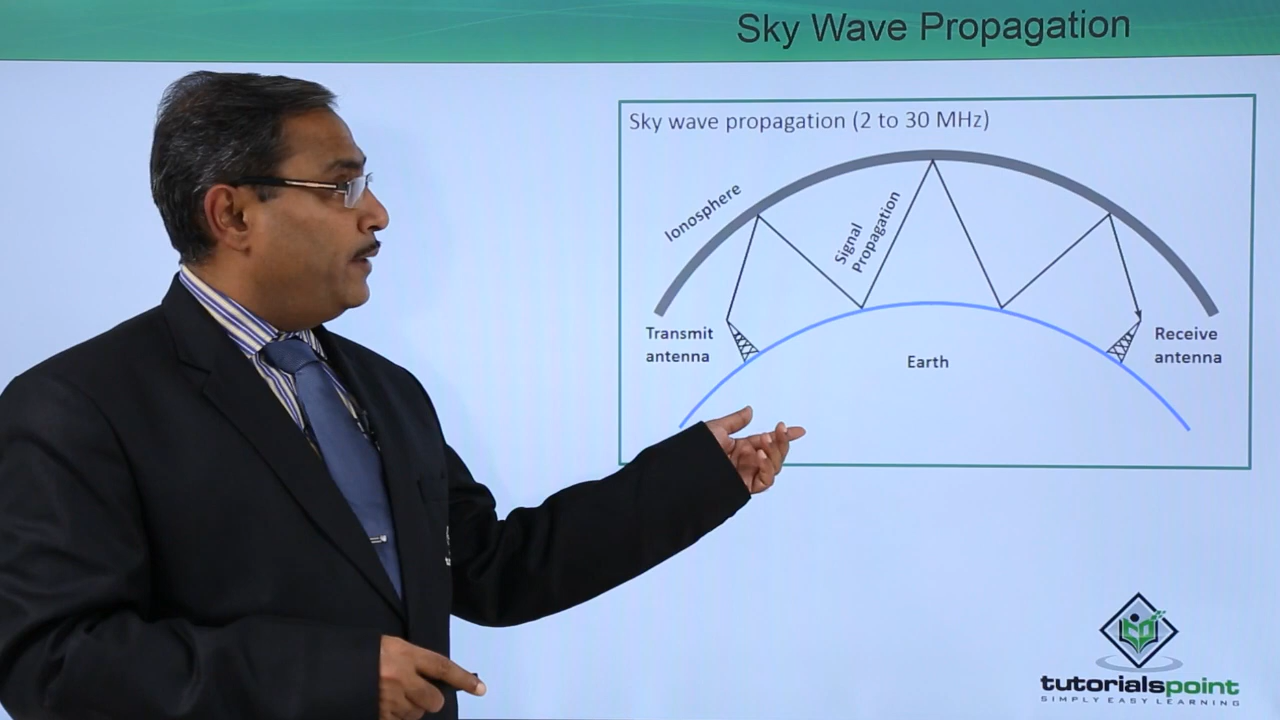 Sky Wave Propagation
Sky wave propagation (2 to 30 MHz)
Ionosphere
Signal
Propagation
Transmit
antenna
Receive
antenna
Earth
tutorialspoint
SIMPLY EASY LEARNING